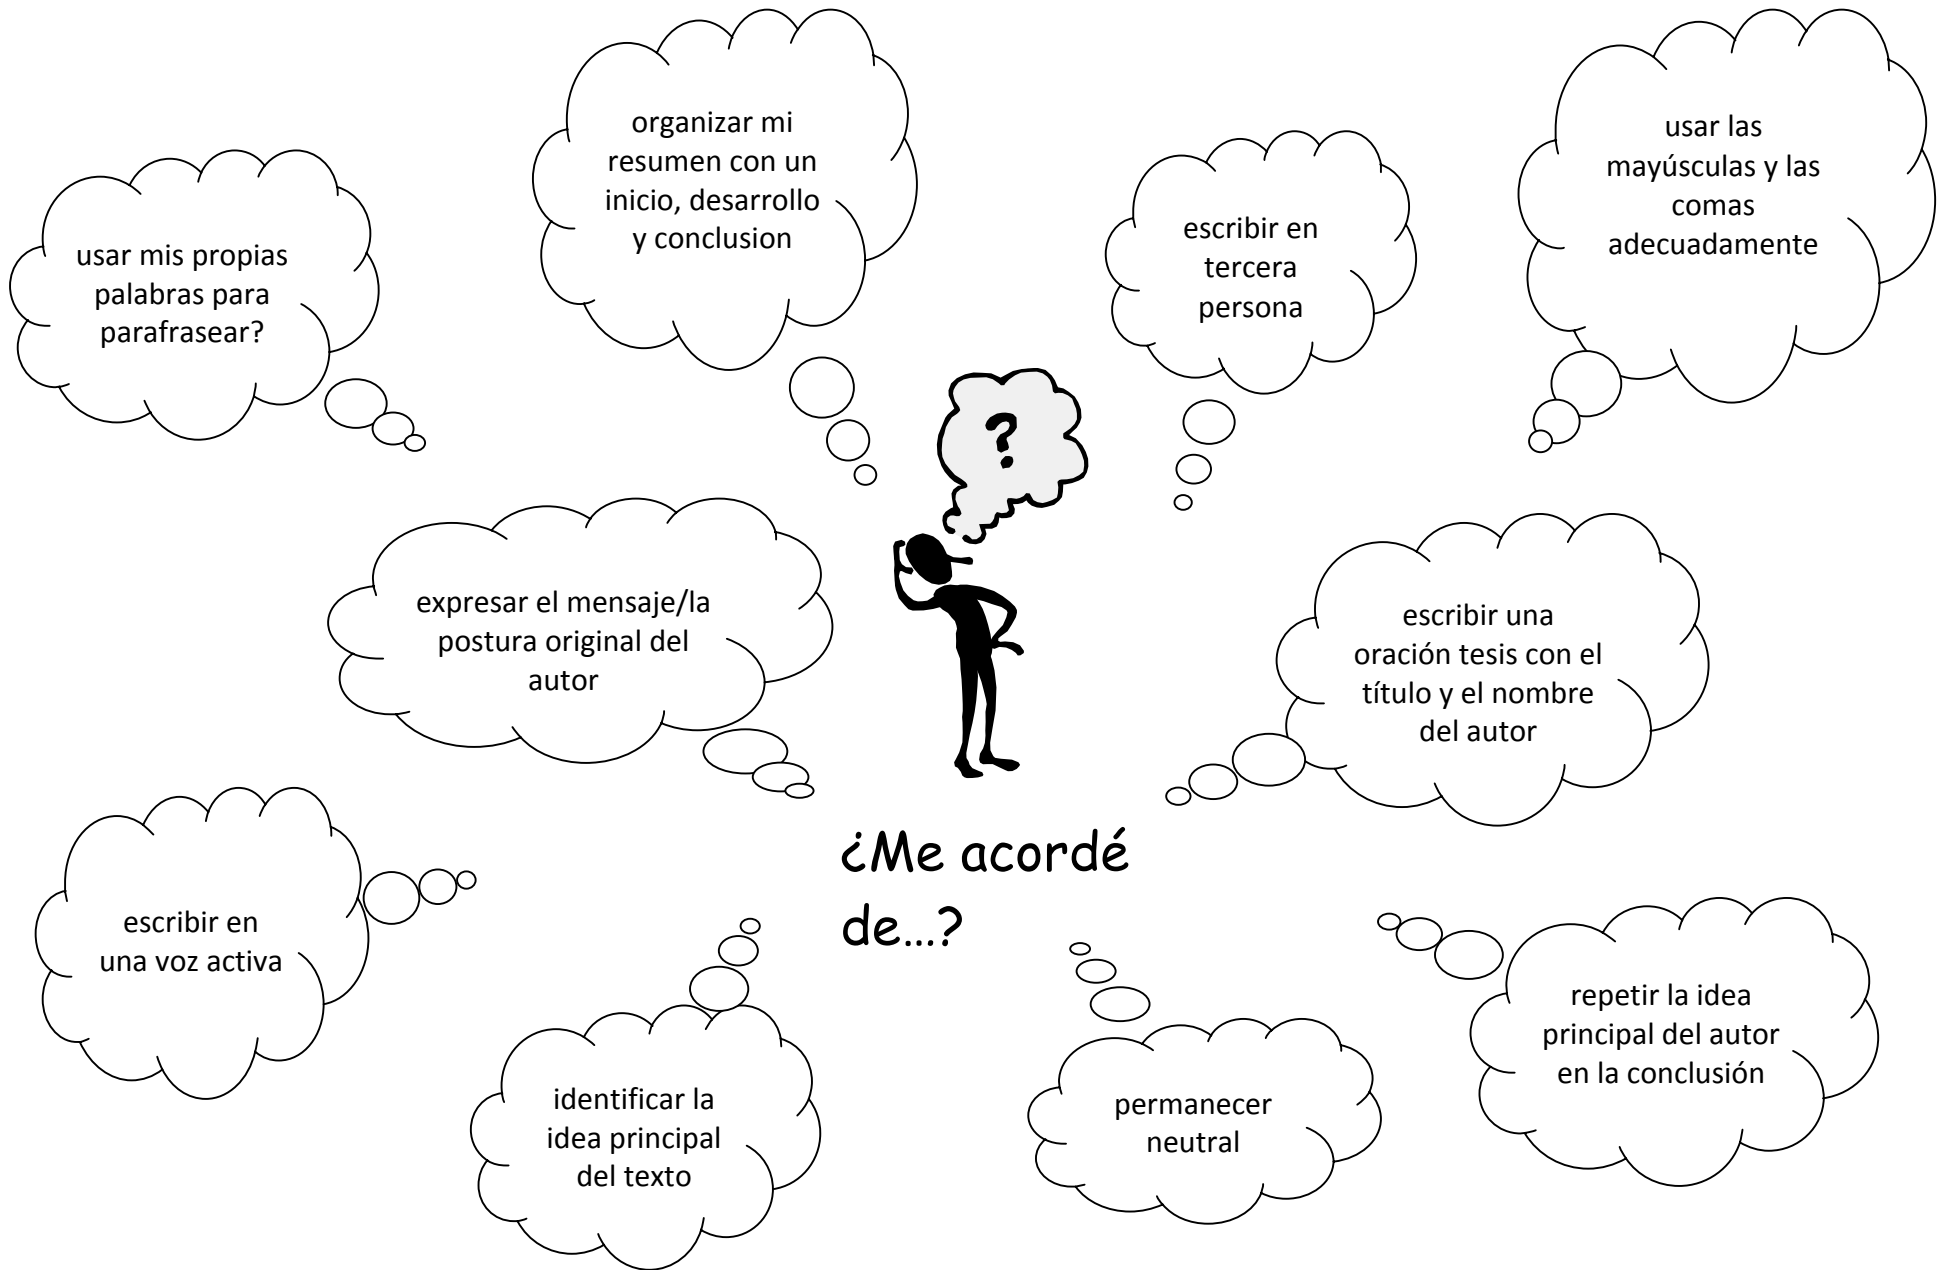 usar mis propias
palabras para
parafrasear?
organizar mi
resumen con un
inicio, desarrollo
y conclusion
escribir en
tercera
persona
usar las
mayúsculas y las
comas
adecuadamente
?
expresar el mensaje/la
postura original del
autor
escribir una
oración tesis con el
título y el nombre
del autor
¿Me acordé
de...?
escribir en
una voz activa
identificar la
idea principal
del texto
permanecer
neutral
repetir la idea
principal del autor
en la conclusión